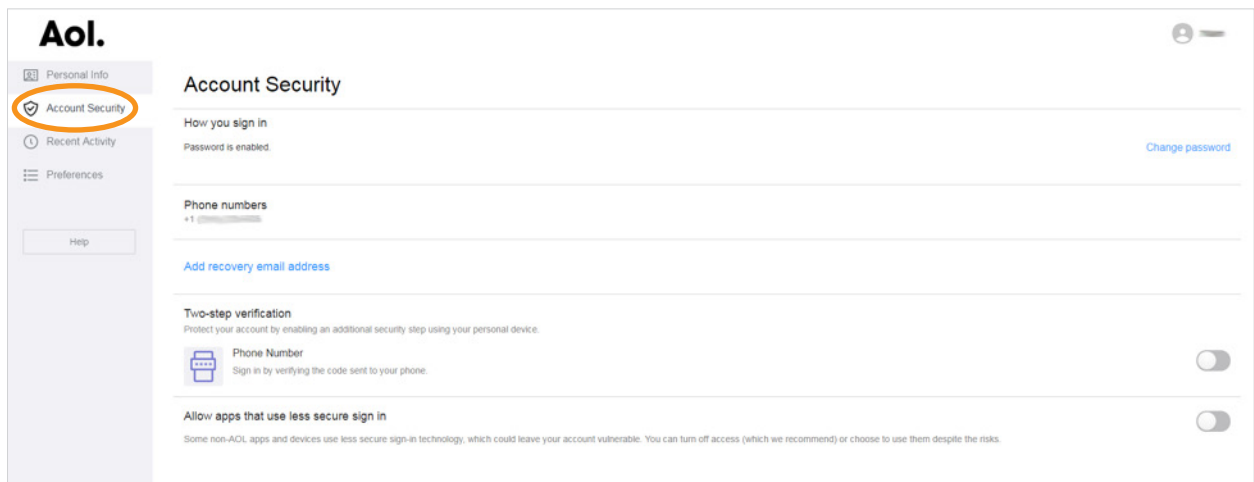 Aol.
Personal Info
Account Security
Recent Activity
Preferences
Help
Account Security
How you sign in
Password is enabled.
Change password
Phone numbers
+1
Add recovery email address
Two-step verification
Protect your account by enabling an additional security step using your personal device.
Phone Number
Sign in by verifying the code sent to your phone.
Allow apps that use less secure sign in
Some non-AOL apps and devices use less secure sign-in technology, which could leave your account vulnerable. You can turn off access (which we recommend) or choose to use them despite the risks.